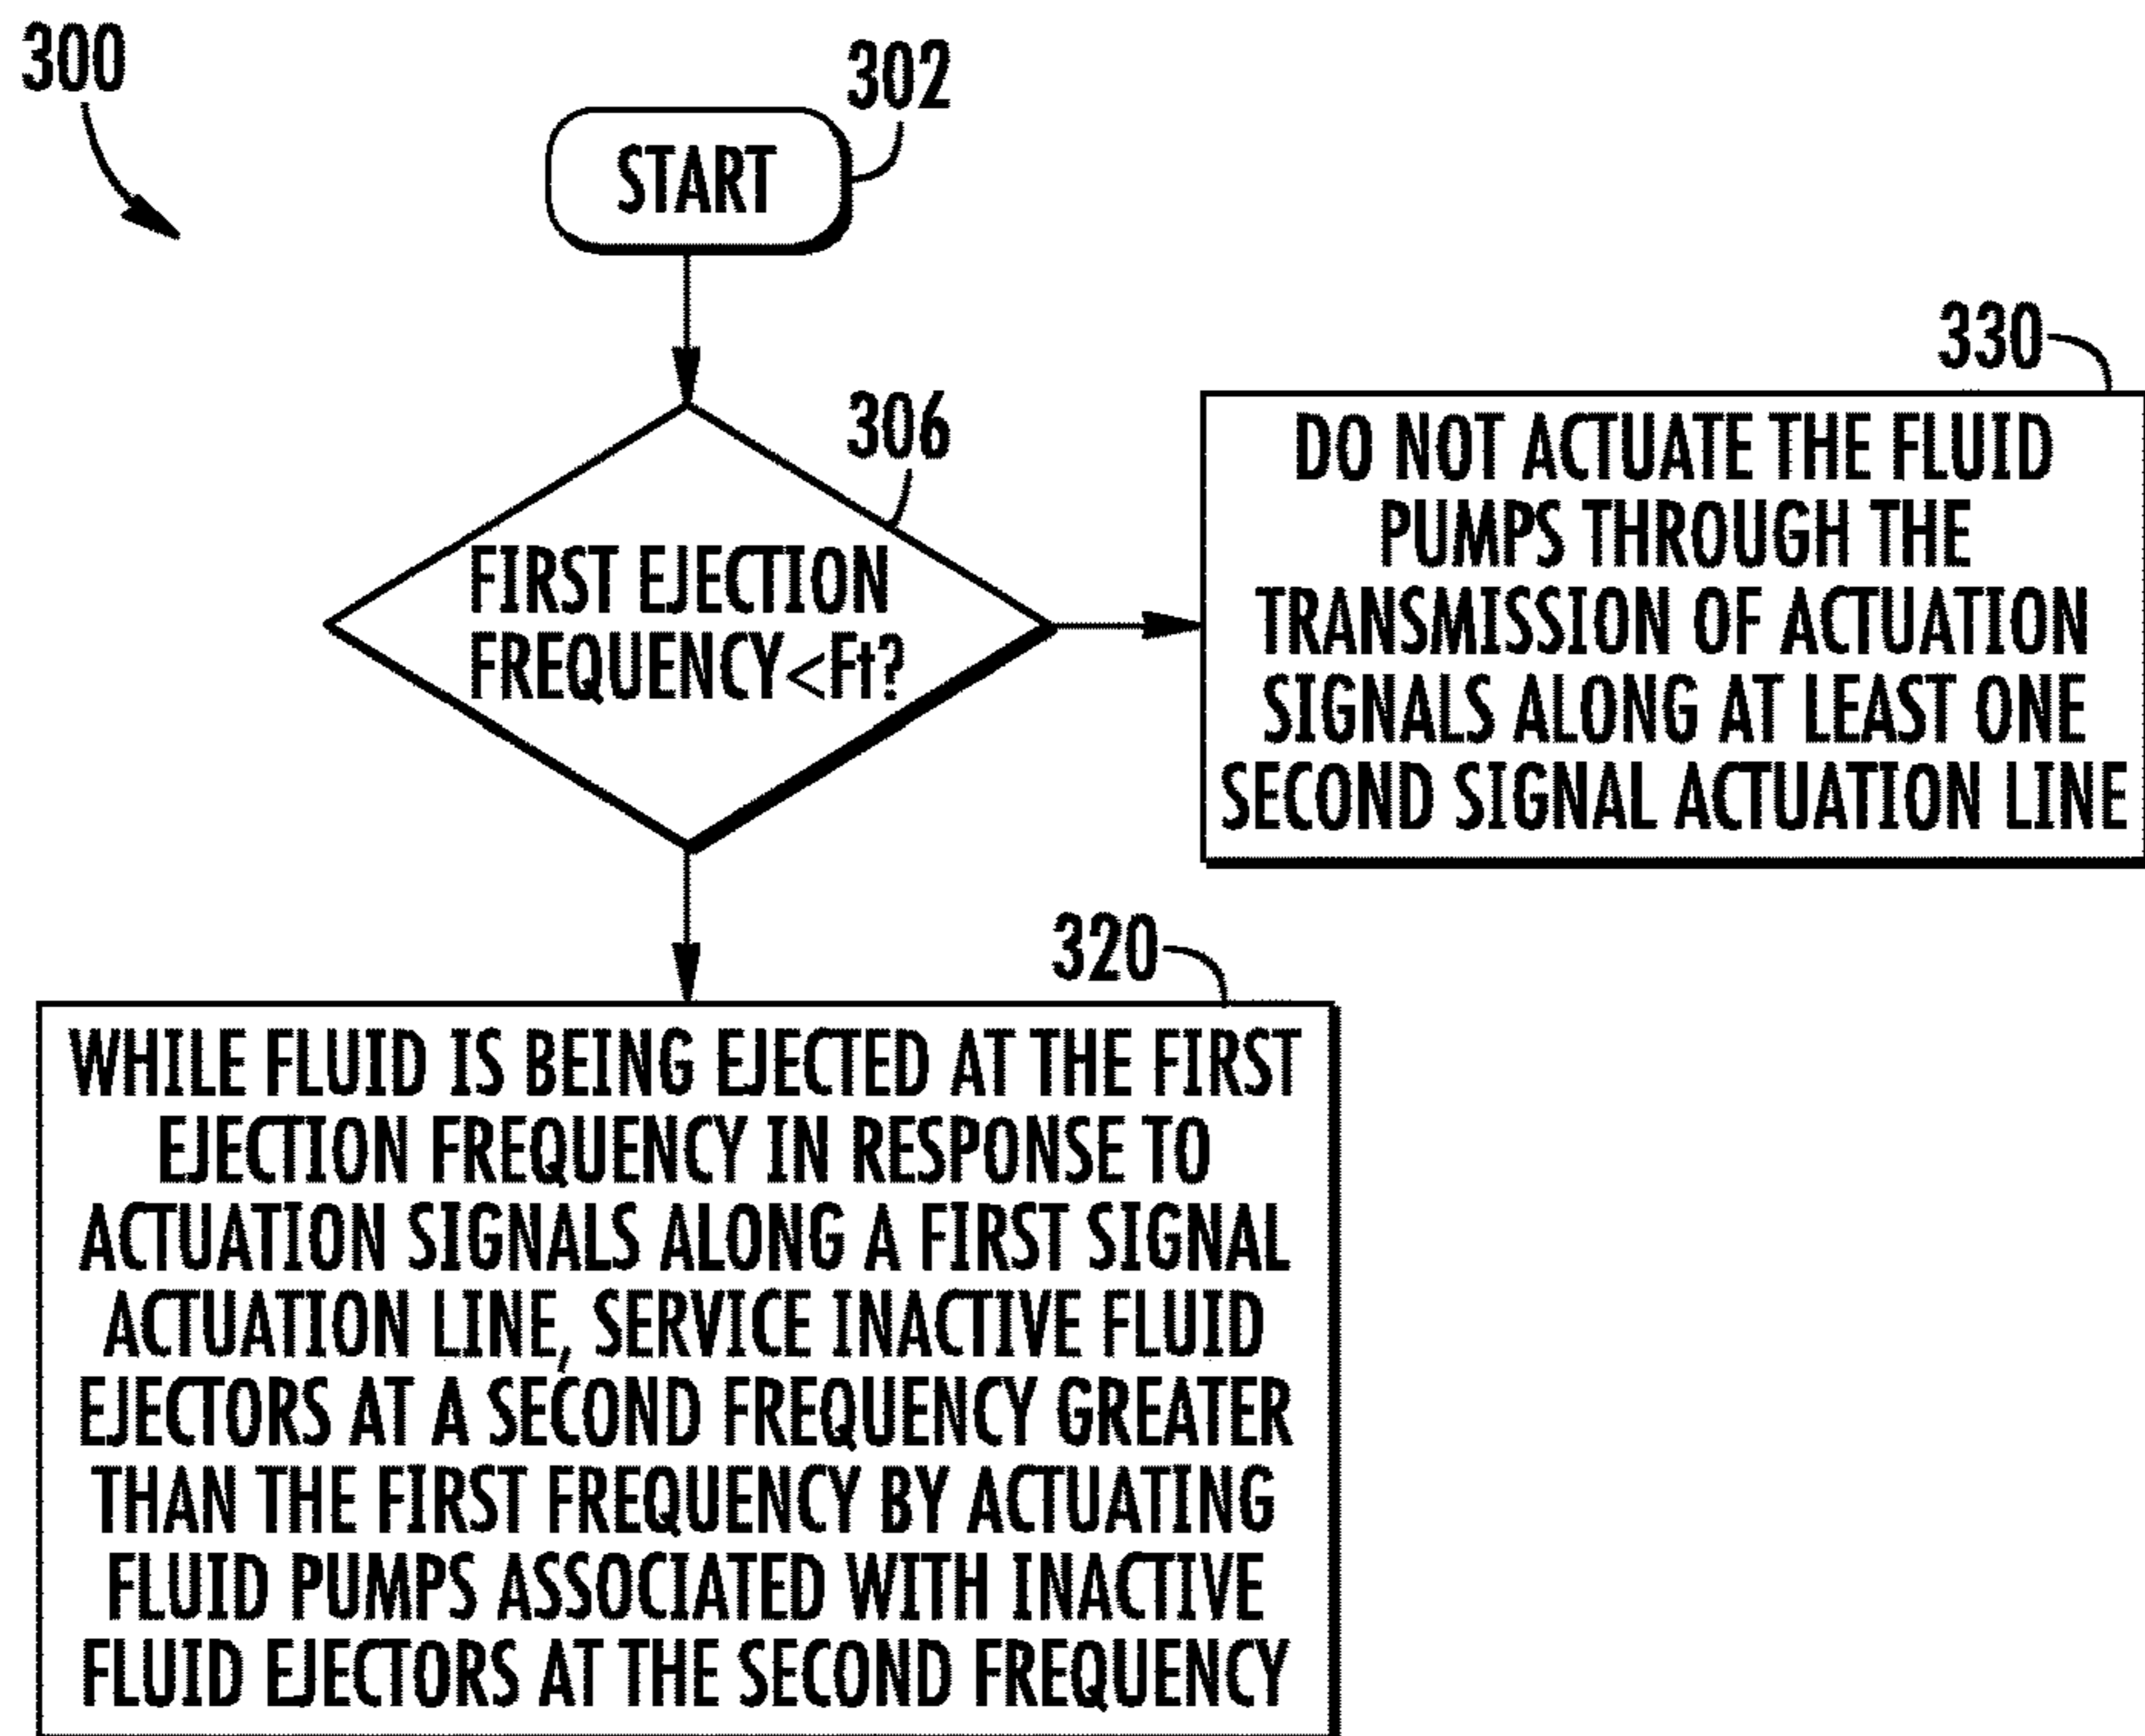 300
302
START
306
FIRST EJECTION
FREQUENCY<Ft?
330
DO NOT ACTUATE THE FLUID
PUMPS THROUGH THE
TRANSMISSION OF ACTUATION
SIGNALS ALONG AT LEAST ONE
SECOND SIGNAL ACTUATION LINE
320
WHILE FLUID IS BEING EJECTED AT THE FIRST
EJECTION FREQUENCY IN RESPONSE TO
ACTUATION SIGNALS ALONG A FIRST SIGNAL
ACTUATION LINE, SERVICE INACTIVE FLUID
EJECTORS AT A SECOND FREQUENCY GREATER
THAN THE FIRST FREQUENCY BY ACTUATING
FLUID PUMPS ASSOCIATED WITH INACTIVE
FLUID EJECTORS AT THE SECOND FREQUENCY